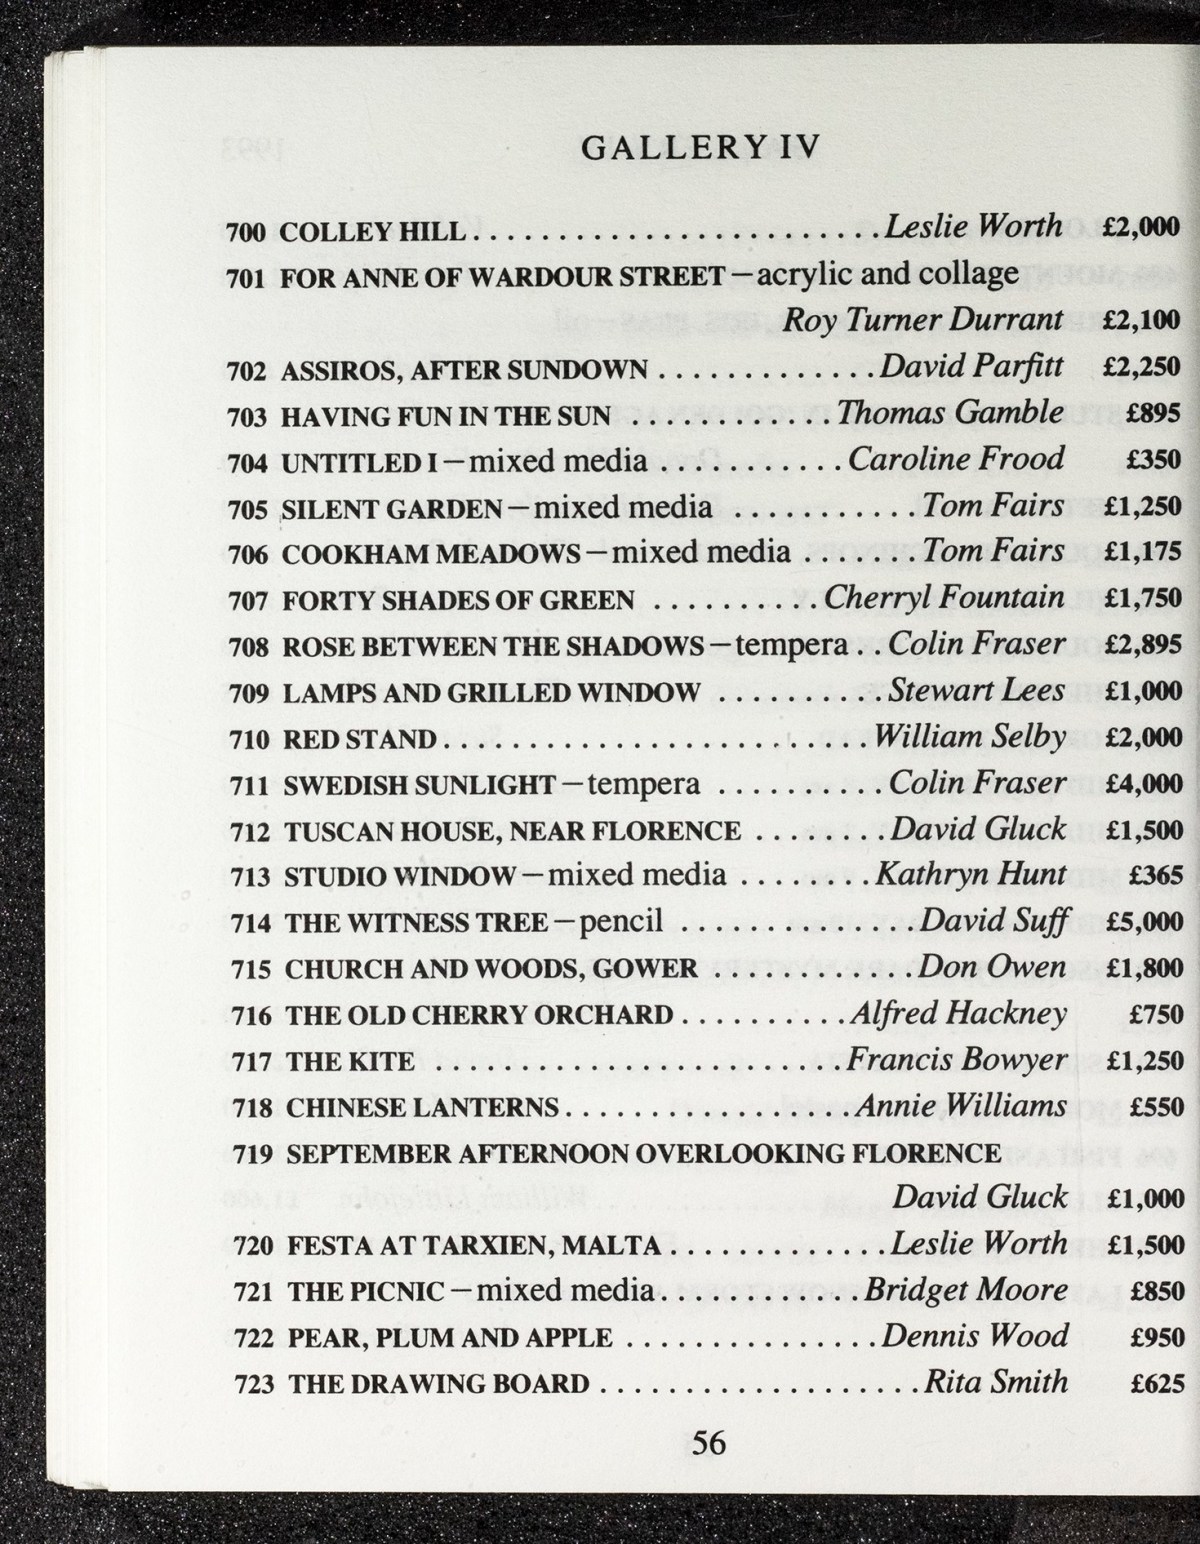 GALLERY IV
700 COLLEY HILL........................Leslie Worth £2,000
701 FOR ANNE OF WARDOUR STREET—acrylic and collage
Roy Turner Durrant £2,100
702 ASSIROS, AFTER SUNDOWN.............David Parfitt £2,250
703 HAVING FUN IN THE SUN ............Thomas Gamble £895
704 UNTITLED I—mixed media...........Caroline Frood £350
705 SILENT GARDEN—mixed media ...........Tom Fairs £1,250
706 COOKHAM MEADOWS—mixed media .......Tom Fairs £1,175
707 FORTY SHADES OF GREEN ..........Cherryl Fountain £1,750
708 ROSE BETWEEN THE SHADOWS—tempera..Colin Fraser £2,895
709 LAMPS AND GRILLED WINDOW ..........Stewart Lees £1,000
710 RED STAND.......................William Selby £2,000
711 SWEDISH SUNLIGHT—tempera ..........Colin Fraser £4,000
712 TUSCAN HOUSE, NEAR FLORENCE ........David Gluck £1,500
713 STUDIO WINDOW—mixed media ........Kathryn Hunt £365
714 THE WITNESS TREE—pencil .............David Suff £5,000
715 CHURCH AND WOODS, GOWER ............Don Owen £1,800
716 THE OLD CHERRY ORCHARD..........Alfred Hackney £750
717 THE KITE .......................Francis Bowyer £1,250
718 CHINESE LANTERNS.................Annie Williams £550
719 SEPTEMBER AFTERNOON OVERLOOKING FLORENCE
David Gluck £1,000
720 FESTA AT TARXIEN, MALTA ............Leslie Worth £1,500
721 THE PICNIC—mixed media............Bridget Moore £850
722 PEAR, PLUM AND APPLE ...............Dennis Wood £950
723 THE DRAWING BOARD ...................Rita Smith £625
56